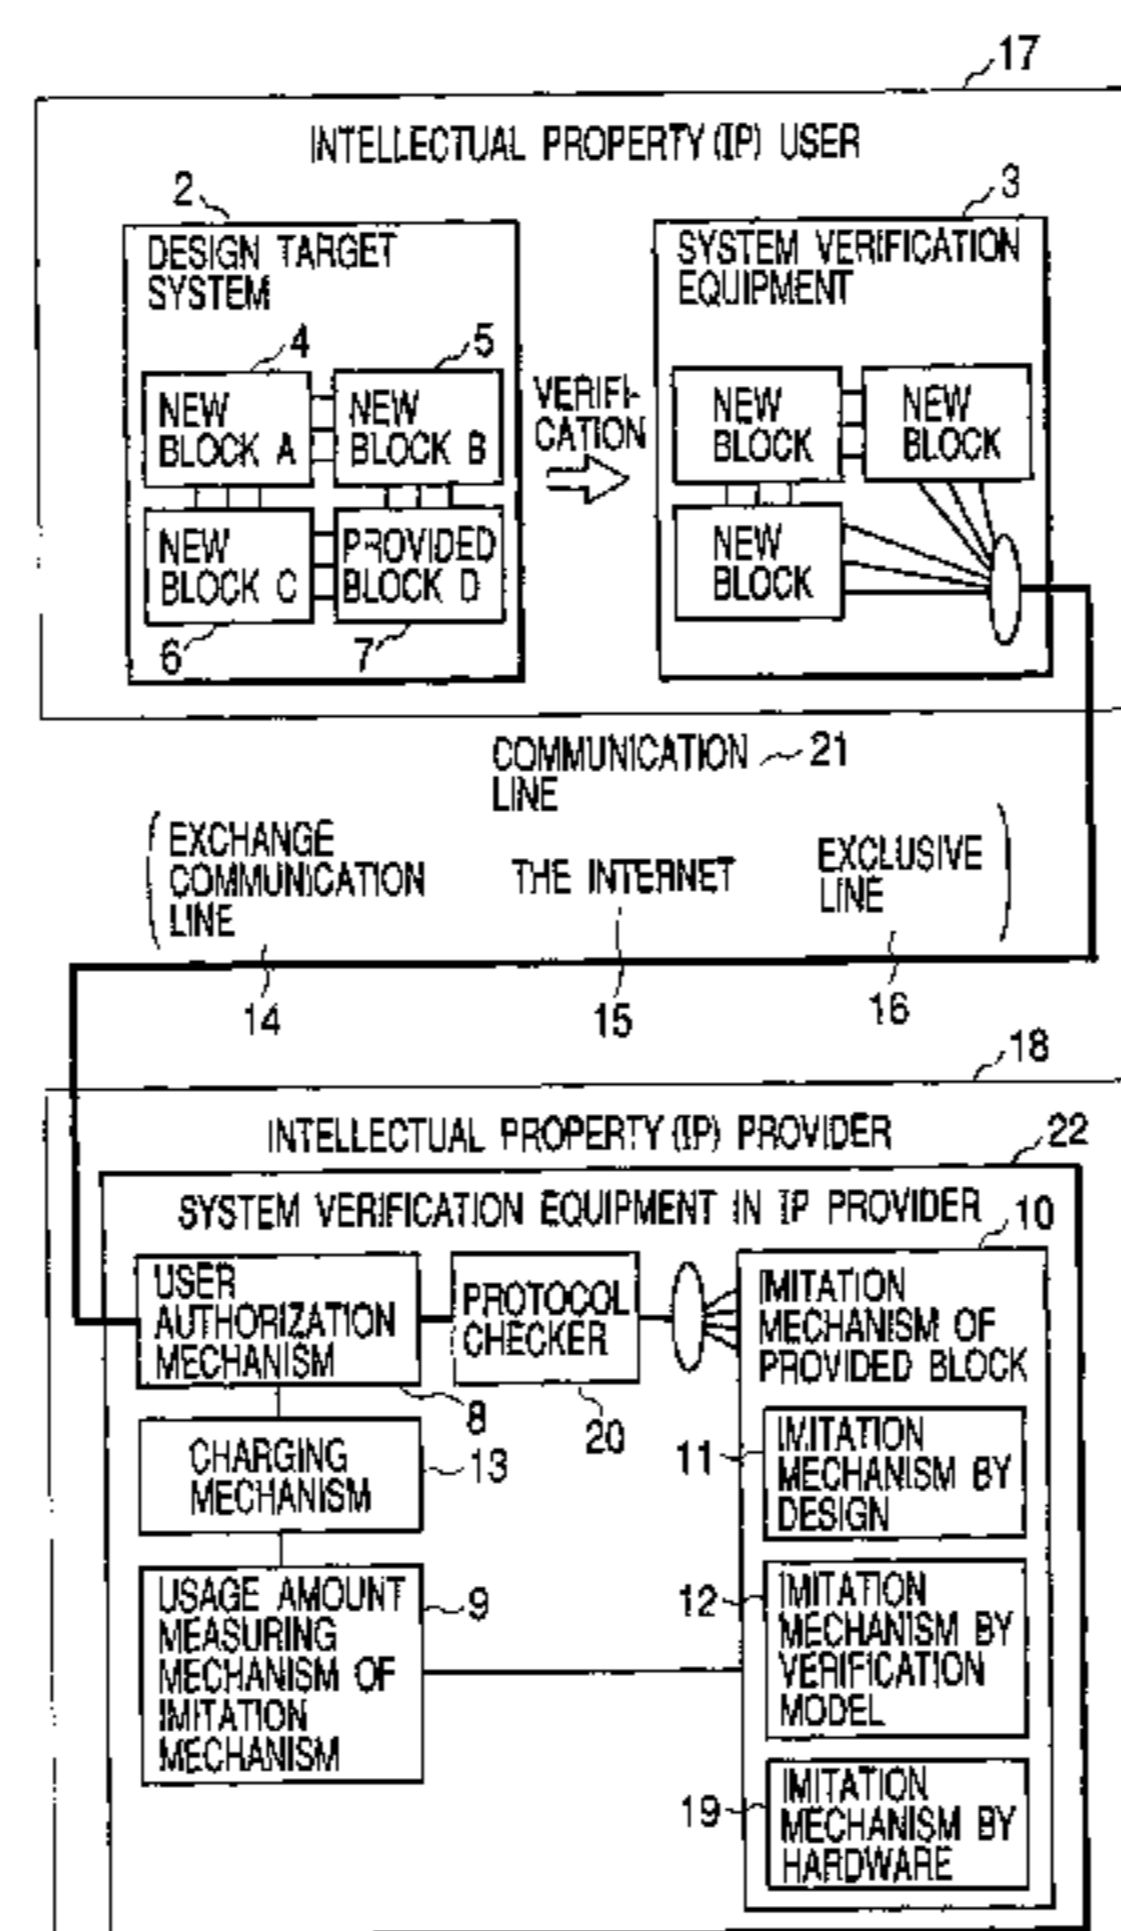 17
INTELLECTUAL PROPERTY (IP) USER
2
3
DESIGN TARGET
SYSTEM
SYSTEM VERIFICATION
EQUIPMENT
4
5
NEW
BLOCK A
NEW
BLOCK B
VERIFI-
CATION
NEW
BLOCK
NEW
BLOCK
NEW
BLOCK C
PROVIDED
BLOCK D
NEW
BLOCK
6
7
COMMUNICATION
LINE
21
EXCHANGE
COMMUNICATION
LINE
THE INTERNET
EXCLUSIVE
LINE
14
15
16
18
INTELLECTUAL PROPERTY (IP) PROVIDER
22
SYSTEM VERIFICATION EQUIPMENT IN IP PROVIDER
10
USER
AUTHORIZATION
MECHANISM
PROTOCOL
CHECKER
IMITATION
MECHANISM OF
PROVIDED BLOCK
8
20
CHARGING
MECHANISM
13
11
IMITATION
MECHANISM BY
DESIGN
USAGE AMOUNT
MEASURING
MECHANISM OF
IMITATION
MECHANISM
9
12
IMITATION
MECHANISM BY
VERIFICATION
MODEL
19
IMITATION
MECHANISM BY
HARDWARE